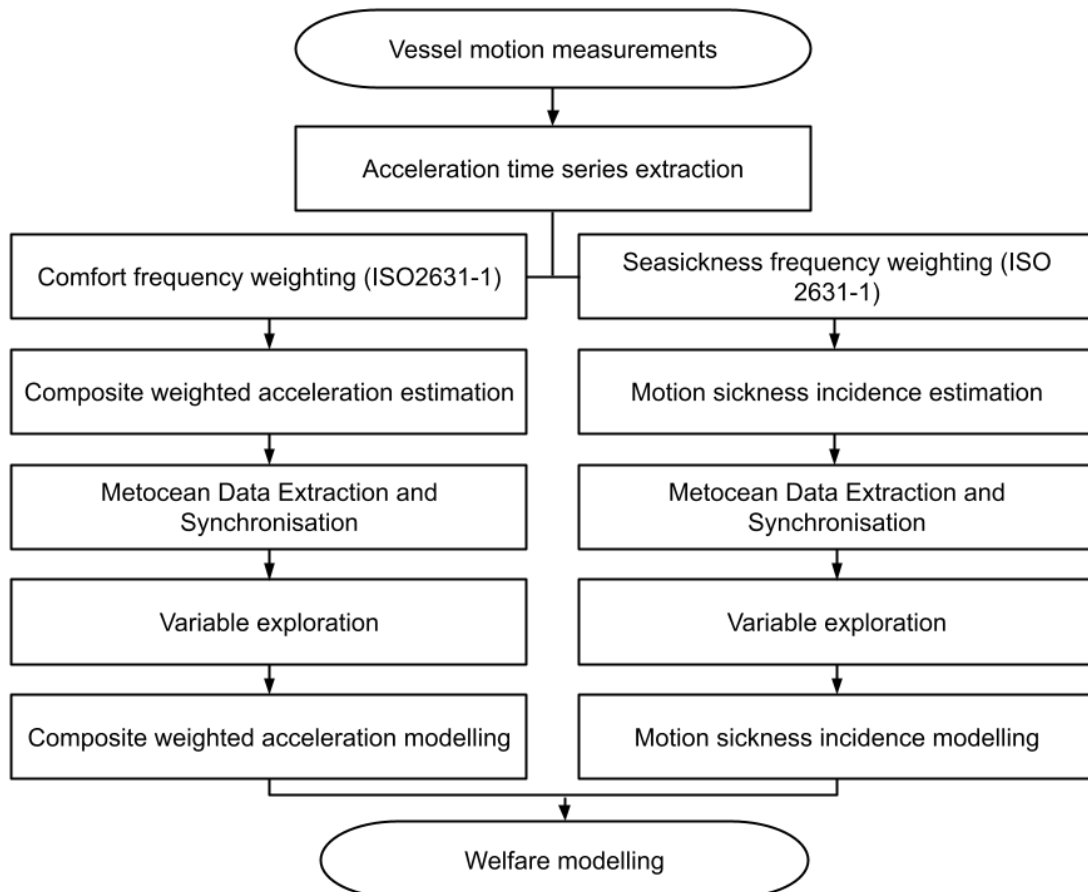 Vessel motion measurements
Acceleration time series extraction
Comfort frequency weighting (ISO2631-1)
Seasickness frequency weighting (ISO
2631-1)
Composite weighted acceleration estimation
Motion sickness incidence estimation
Metocean Data Extraction and
Synchronisation
Metocean Data Extraction and
Synchronisation
Variable exploration
Variable exploration
Composite weighted acceleration modelling
Motion sickness incidence modelling
Welfare modelling